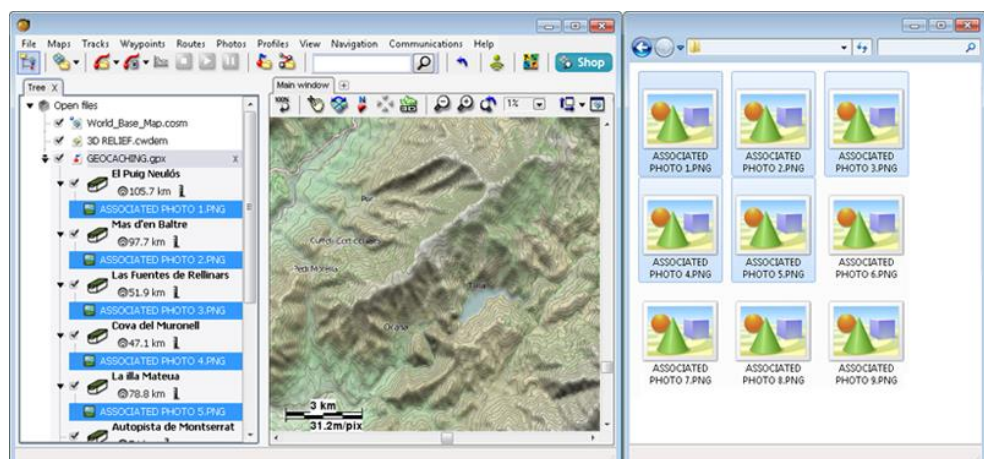 File Maps Tracks Waypoints Routes Photos Profiles View Navigation Communications Help
Shop
Tree X
Open files
World_Base_Map.cosm
3D RELIEF.cwdem
GEOCACHING.gpx x
El Puig Neulós
105.7 km
ASSOCIATED PHOTO 1.PNG
Mas d'en Baltre
97.7 km
ASSOCIATED PHOTO 2.PNG
Las Fuentes de Rellinars
51.9 km
ASSOCIATED PHOTO 3.PNG
Cova del Muronell
47.1 km
ASSOCIATED PHOTO 4.PNG
La illa Mateua
78.8 km
ASSOCIATED PHOTO 5.PNG
Autopista de Montserrat
Main window
100%
1%
3 km
31.2m/pix
ASSOCIATED
PHOTO 1.PNG
ASSOCIATED
PHOTO 2.PNG
ASSOCIATED
PHOTO 3.PNG
ASSOCIATED
PHOTO 4.PNG
ASSOCIATED
PHOTO 5.PNG
ASSOCIATED
PHOTO 6.PNG
ASSOCIATED
PHOTO 7.PNG
ASSOCIATED
PHOTO 8.PNG
ASSOCIATED
PHOTO 9.PNG